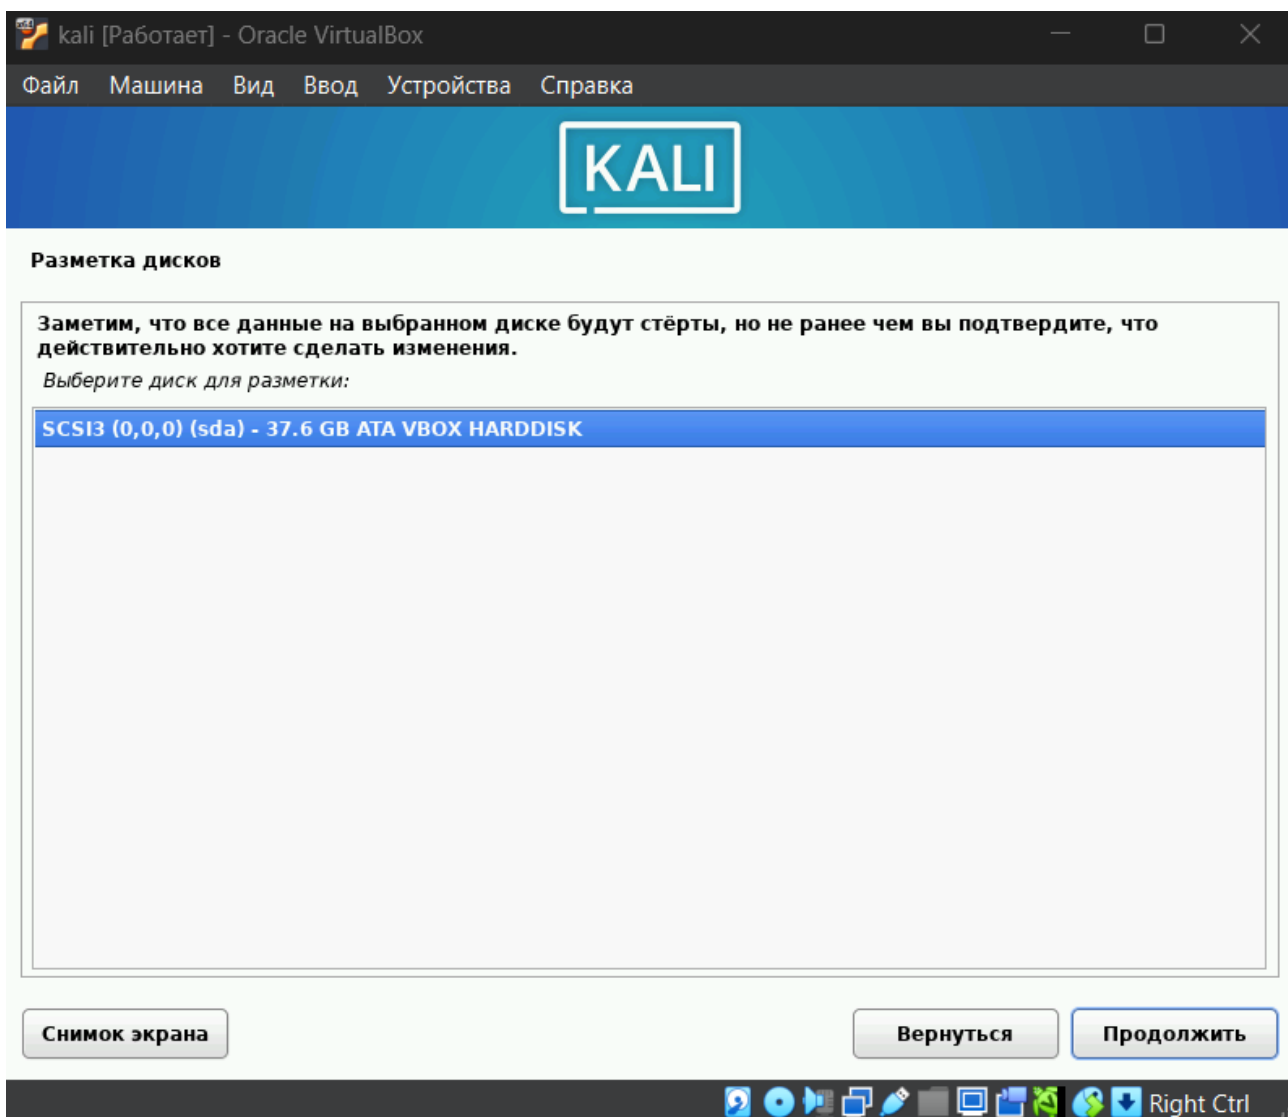 kali [Работает] - Oracle VirtualBox
Файл Машина Вид Ввод Устройства Справка
KALI
Разметка дисков
Заметим, что все данные на выбранном диске будут стёрты, но не ранее чем вы подтвердите, что
действительно хотите сделать изменения.
Выберите диск для разметки:
SCSI3 (0,0,0) (sda) - 37.6 GB ATA VBOX HARDDISK
Снимок экрана Вернуться Продолжить
Right Ctrl